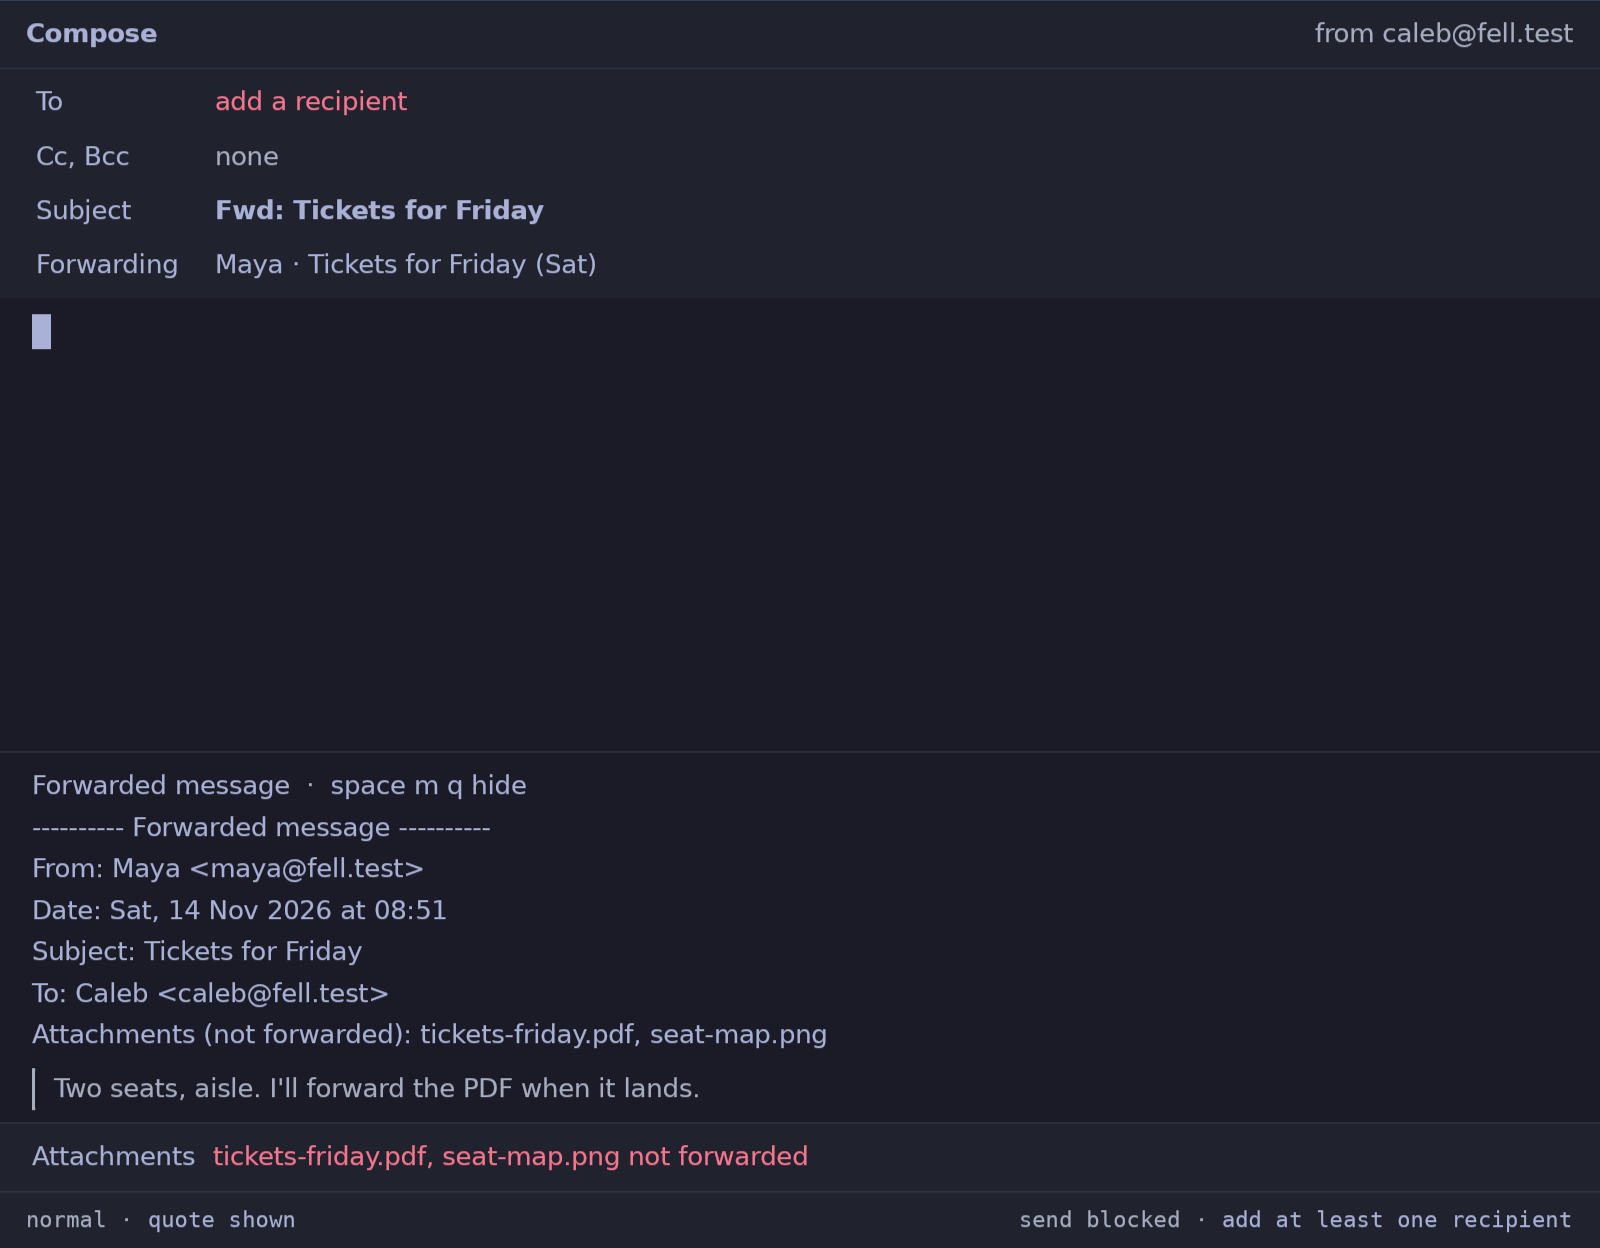 Compose from caleb@fell.test
To add a recipient
Cc, Bcc none
Subject Fwd: Tickets for Friday
Forwarding Maya · Tickets for Friday (Sat)
Forwarded message · space m q hide
---------- Forwarded message ----------
From: Maya <maya@fell.test>
Date: Sat, 14 Nov 2026 at 08:51
Subject: Tickets for Friday
To: Caleb <caleb@fell.test>
Attachments (not forwarded): tickets-friday.pdf, seat-map.png
Two seats, aisle. I'll forward the PDF when it lands.
Attachments tickets-friday.pdf, seat-map.png not forwarded
normal · quote shown send blocked · add at least one recipient